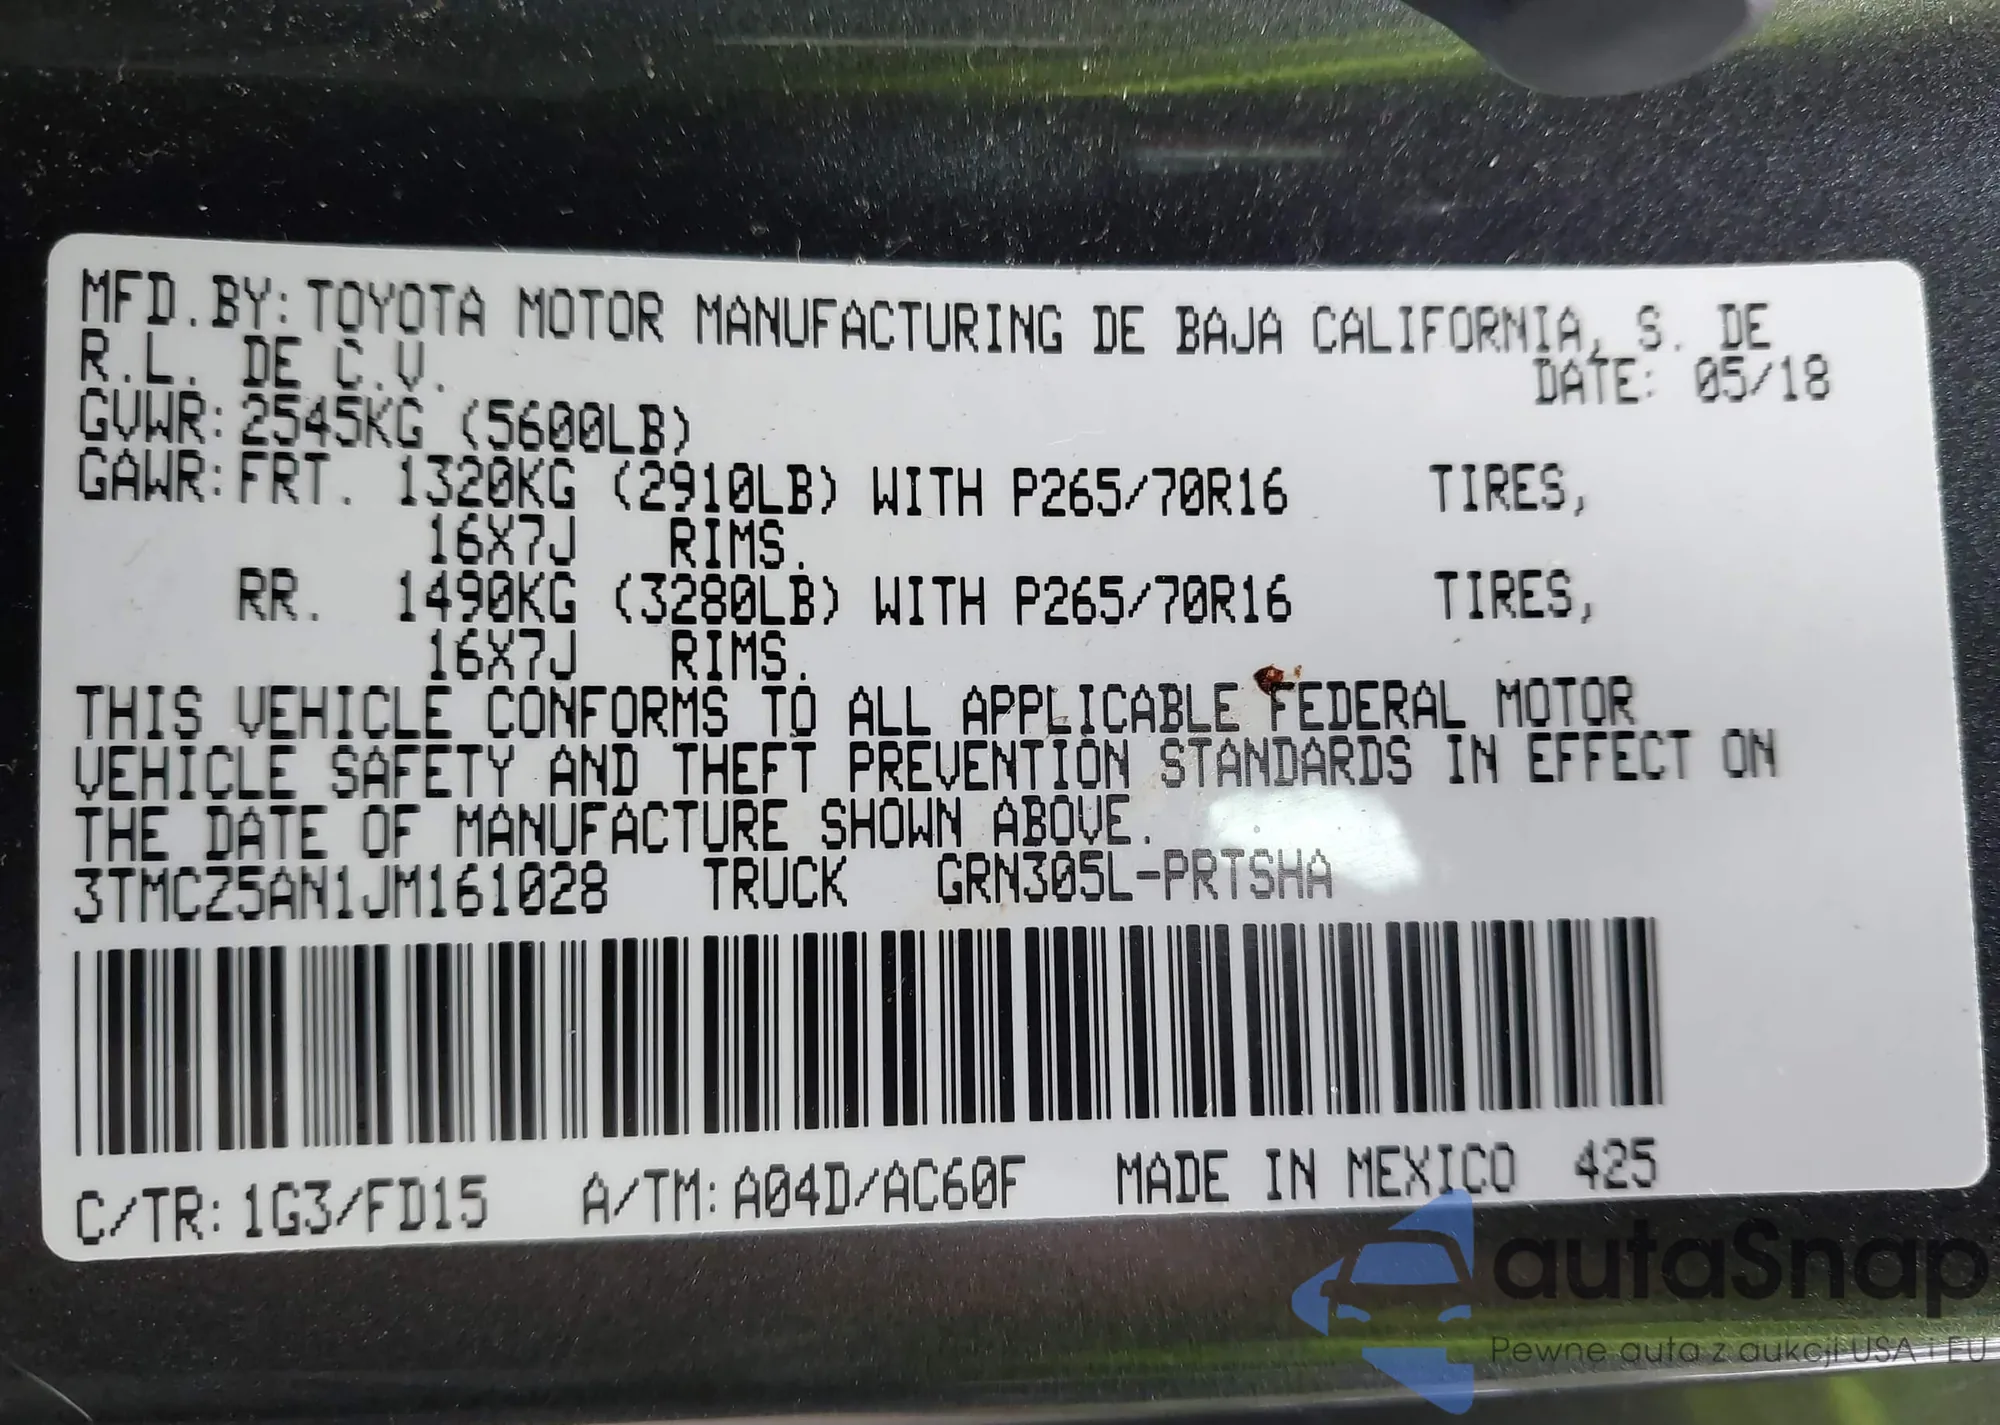 MFD.BY: TOYOTA MOTOR MANUFACTURING DE BAJA CALIFORNIA, S. DE
R.L. DE C.V.
DATE: 05/18
GVWR: 2545KG (5600LB)
GAWR: FRT. 1320KG (2910LB) WITH P265/70R16 TIRES,
16X7J RIMS.
RR. 1490KG (3280LB) WITH P265/70R16 TIRES,
16X7J RIMS.
THIS VEHICLE CONFORMS TO ALL APPLICABLE FEDERAL MOTOR
VEHICLE SAFETY AND THEFT PREVENTION STANDARDS IN EFFECT ON
THE DATE OF MANUFACTURE SHOWN ABOVE.
3TMCZ5AN1JM161028 TRUCK GRN305L-PRTSHA
C/TR: 1G3/FD15 A/TM: A04D/AC60F MADE IN MEXICO 425
autaSnap
Pewne auta z aukcji USA i EU